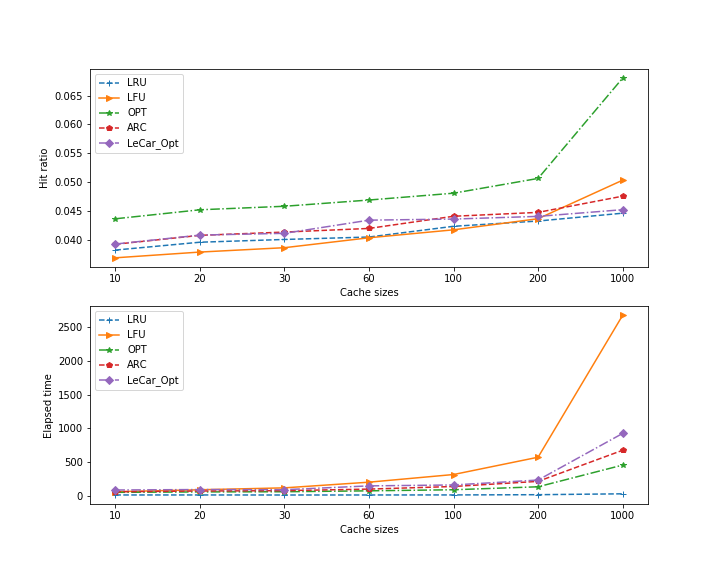 LRU
LFU
OPT
ARC
LeCar_Opt
0.065
0.060
0.055
0.050
0.045
0.040
Hit ratio
10 20 30 60 100 200 1000
Cache sizes
LRU
LFU
OPT
ARC
LeCar_Opt
2500
2000
1500
1000
500
0
Elapsed time
10 20 30 60 100 200 1000
Cache sizes